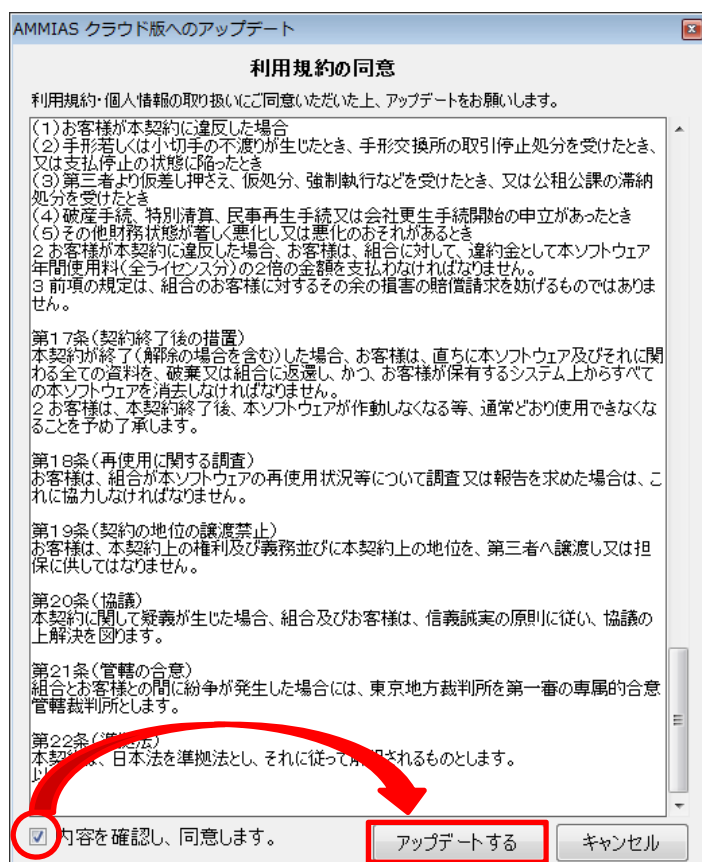 AMMIAS クラウド版へのアップデート
利用規約の同意
利用規約・個人情報の取り扱いにご同意いただいた上、アップデートをお願いします。
(1)お客様が本契約に違反した場合
(2)手形若しくは小切手の不渡りが生じたとき、手形交換所の取引停止処分を受けたとき、
又は支払停止の状態に陥ったとき
(3)第三者より仮差し押さえ、仮処分、強制執行などを受けたとき、又は公租公課の滞納
処分を受けたとき
(4)破産手続、特別清算、民事再生手続又は会社更生手続開始の申立があったとき
(5)その他財務状態が著しく悪化し又は悪化のおそれがあるとき
2 お客様が本契約に違反した場合、お客様は、組合に対して、違約金として本ソフトウェア
年間使用料(全ライセンス分)の2倍の金額を支払わなければなりません。
3 前項の規定は、組合のお客様に対するその余の損害の賠償請求を妨げるものではありま
せん。
第17条(契約終了後の措置)
本契約が終了(解除の場合を含む)した場合、お客様は、直ちに本ソフトウェア及びそれに関
わる全ての資料を、破棄又は組合に返還し、かつ、お客様が保有するシステム上からすべて
の本ソフトウェアを消去しなければなりません。
2 お客様は、本契約終了後、本ソフトウェアが作動しなくなる等、通常どおり使用できなくな
ることを予め了承します。
第18条(再使用に関する調査)
お客様は、組合が本ソフトウェアの再使用状況等について調査又は報告を求めた場合は、こ
れに協力しなければなりません。
第19条(契約の地位の譲渡禁止)
お客様は、本契約上の権利及び義務並びに本契約上の地位を、第三者へ譲渡し又は担
保に供してはなりません。
第20条(協議)
本契約に関して疑義が生じた場合、組合及びお客様は、信義誠実の原則に従い、協議の
上解決を図ります。
第21条(管轄の合意)
組合とお客様との間に紛争が発生した場合には、東京地方裁判所を第一審の専属的合意
管轄裁判所とします。
第22条(準拠法)
本契約は、日本法を準拠法とし、それに従って解釈されるものとします。
以
内容を確認し、同意します。
アップデートする
キャンセル